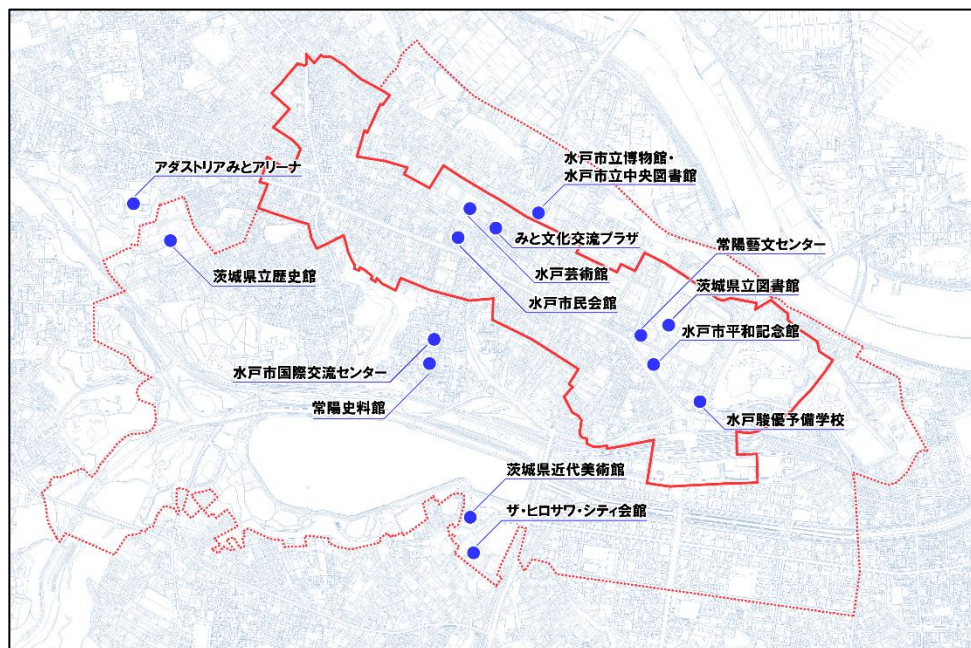 水戸市立博物館・
水戸市立中央図書館
アダストリアみとアリーナ
みと文化交流プラザ
常陽藝文センター
茨城県立歴史館
水戸芸術館
茨城県立図書館
水戸市民会館
水戸市平和記念館
水戸市国際交流センター
常陽史料館
水戸駿優予備学校
茨城県近代美術館
ザ・ヒロサワ・シティ会館